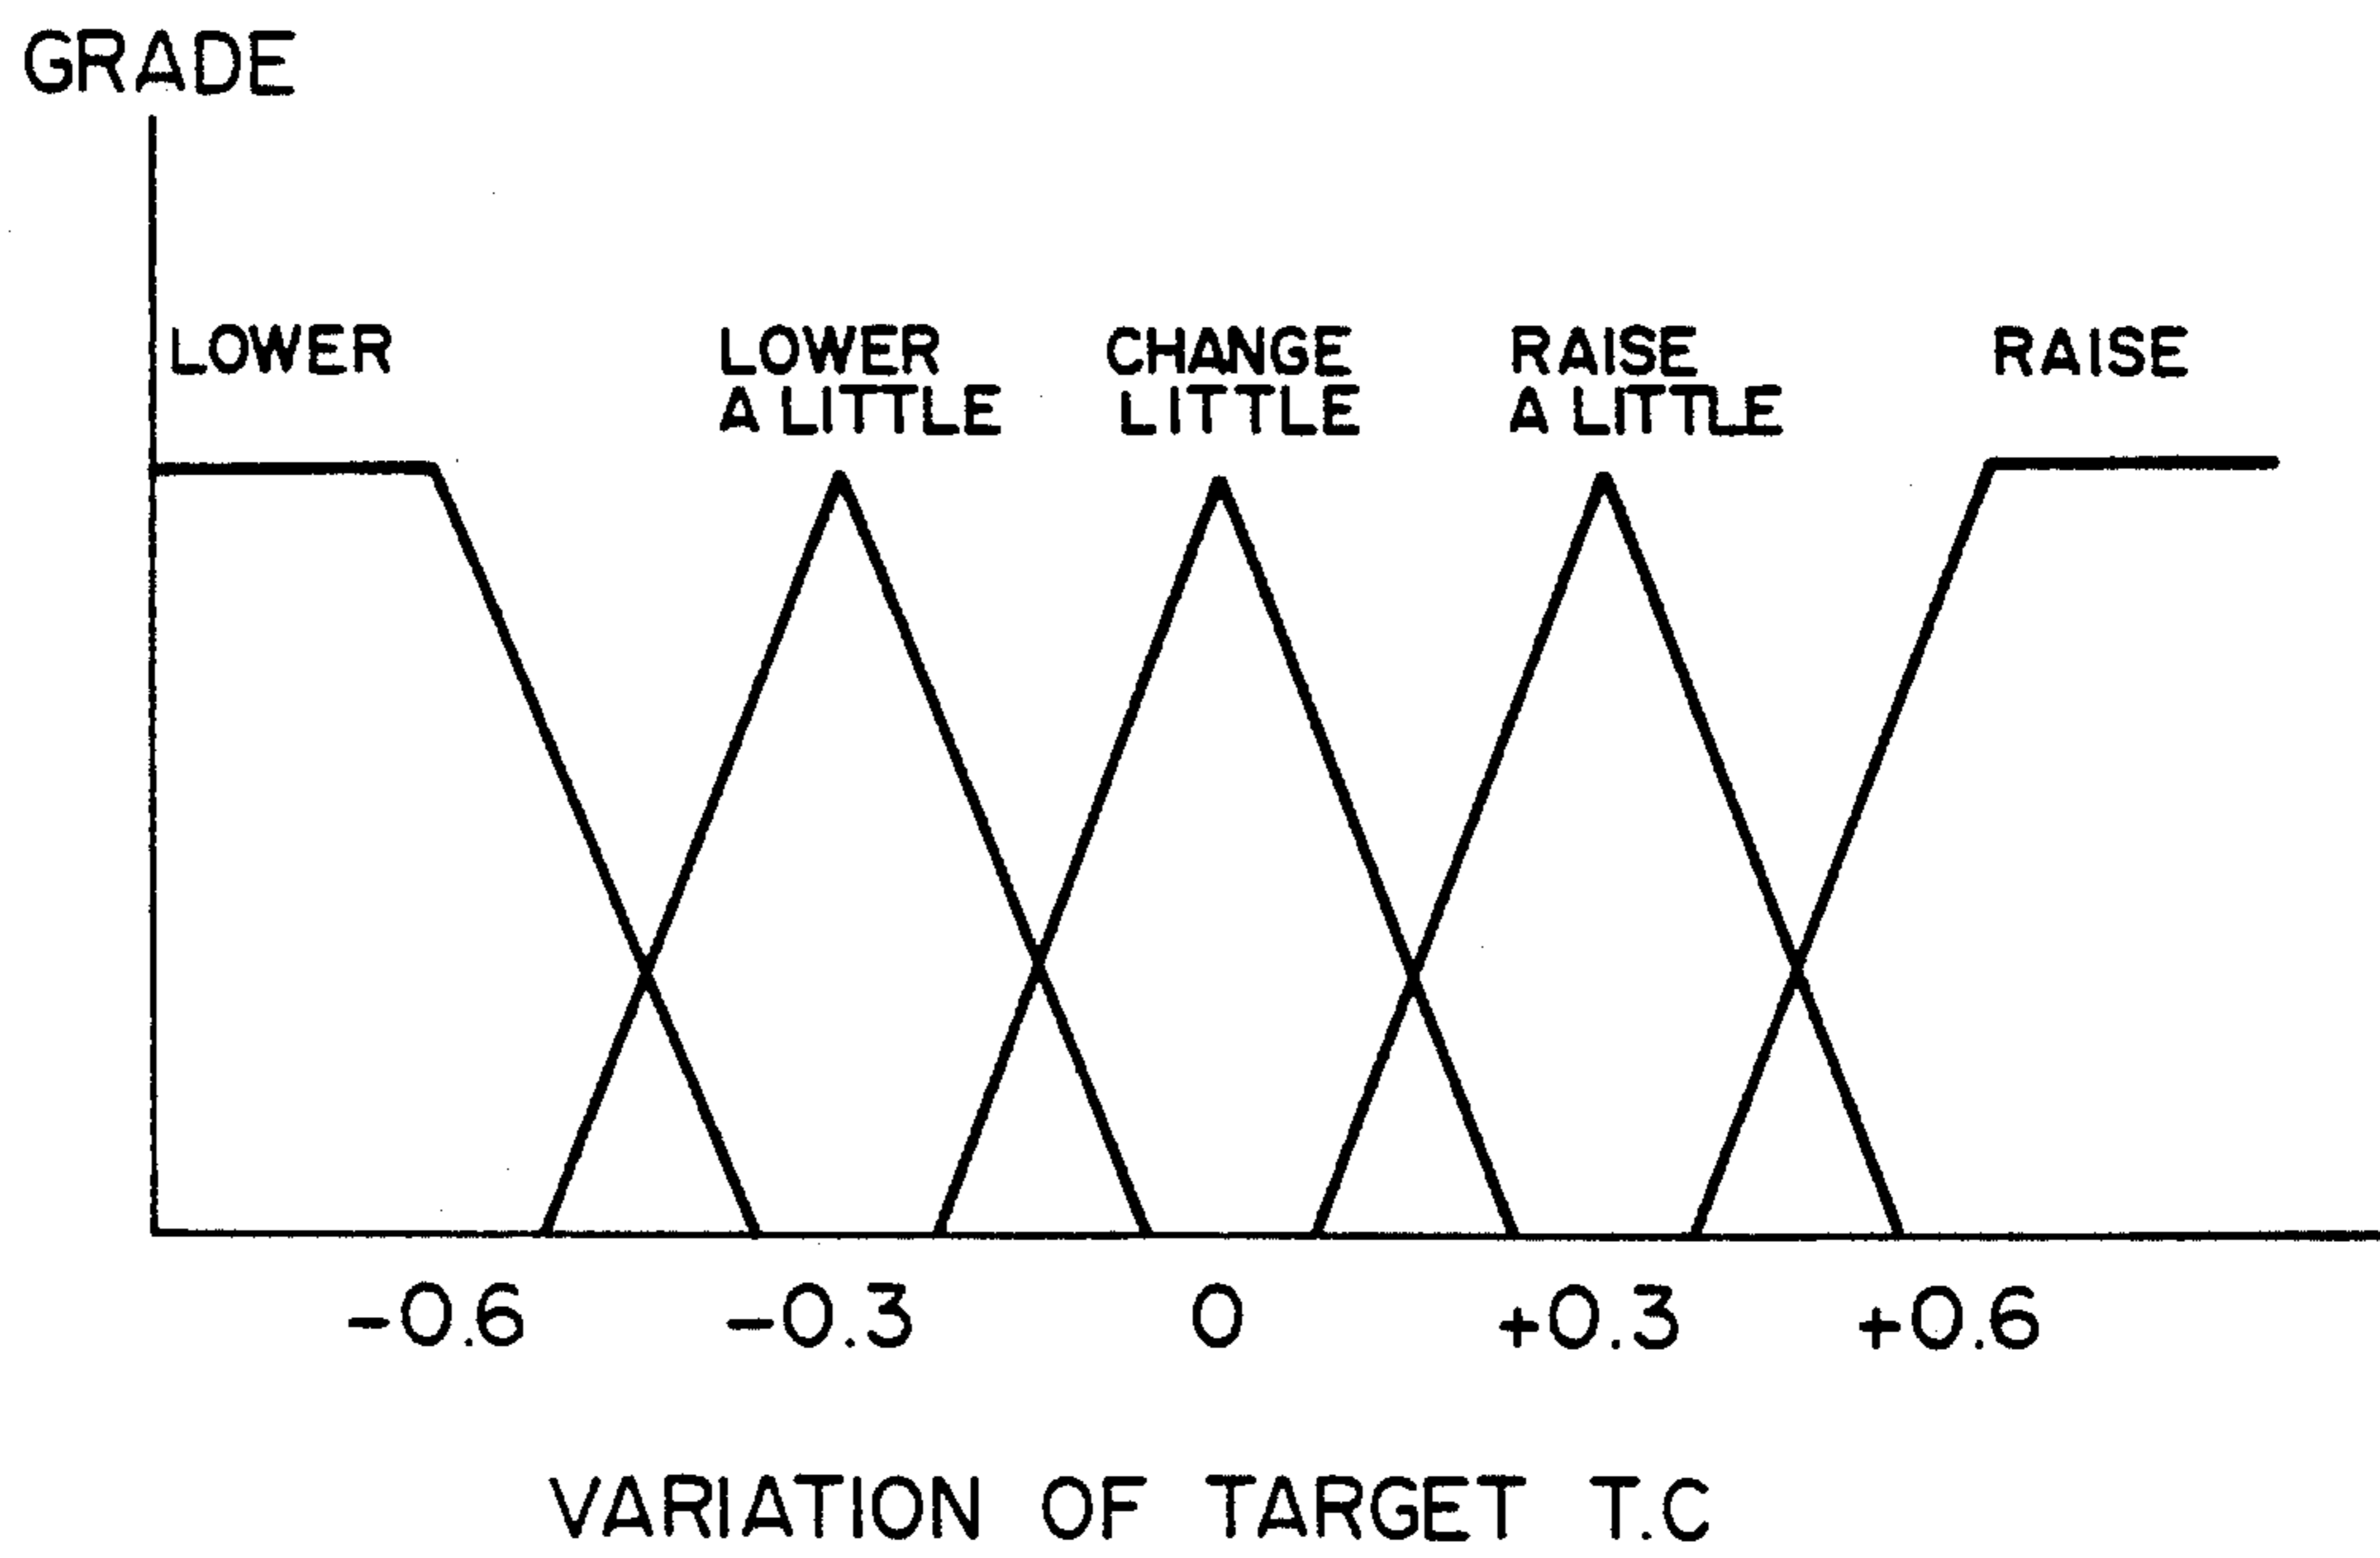 GRADE
LOWER
LOWER
A LITTLE
CHANGE
LITTLE
RAISE
A LITTLE
RAISE
-0.6
-0.3
0
+0.3
+0.6
VARIATION OF TARGET T.C